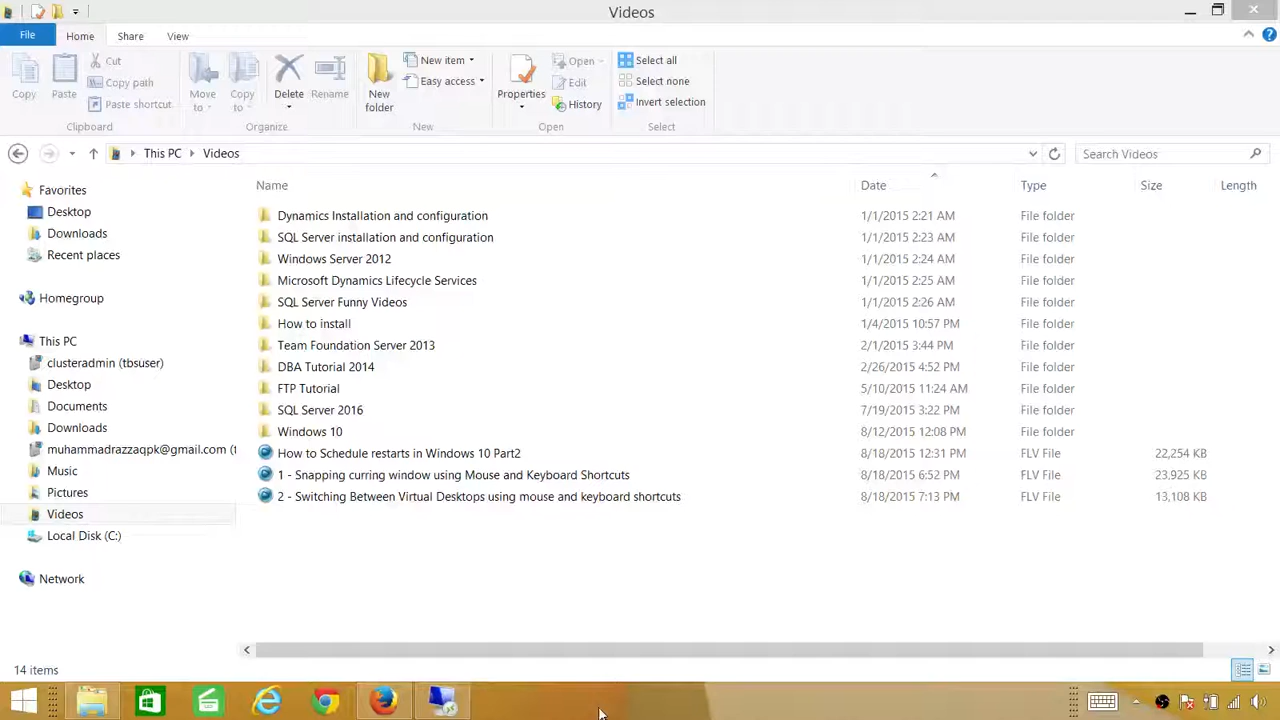 Videos
File Home Share View
Copy Paste Cut Copy path Paste shortcut
Clipboard
Move to Copy to Delete Rename
Organize
New folder New item Easy access
New
Properties Open Edit History
Open
Select all Select none Invert selection
Select
This PC Videos Search Videos
Name Date Type Size Length
Favorites
Desktop
Downloads
Recent places
Homegroup
This PC
clusteradmin (tbsuser)
Desktop
Documents
Downloads
muhammadrazzaqpk@gmail.com (t
Music
Pictures
Videos
Local Disk (C:)
Network
Dynamics Installation and configuration 1/1/2015 2:21 AM File folder
SQL Server installation and configuration 1/1/2015 2:23 AM File folder
Windows Server 2012 1/1/2015 2:24 AM File folder
Microsoft Dynamics Lifecycle Services 1/1/2015 2:25 AM File folder
SQL Server Funny Videos 1/1/2015 2:26 AM File folder
How to install 1/4/2015 10:57 PM File folder
Team Foundation Server 2013 2/1/2015 3:44 PM File folder
DBA Tutorial 2014 2/26/2015 4:52 PM File folder
FTP Tutorial 5/10/2015 11:24 AM File folder
SQL Server 2016 7/19/2015 3:22 PM File folder
Windows 10 8/12/2015 12:08 PM File folder
How to Schedule restarts in Windows 10 Part2 8/18/2015 12:31 PM FLV File 22,254 KB
1 - Snapping curring window using Mouse and Keyboard Shortcuts 8/18/2015 6:52 PM FLV File 23,925 KB
2 - Switching Between Virtual Desktops using mouse and keyboard shortcuts 8/18/2015 7:13 PM FLV File 13,108 KB
14 items